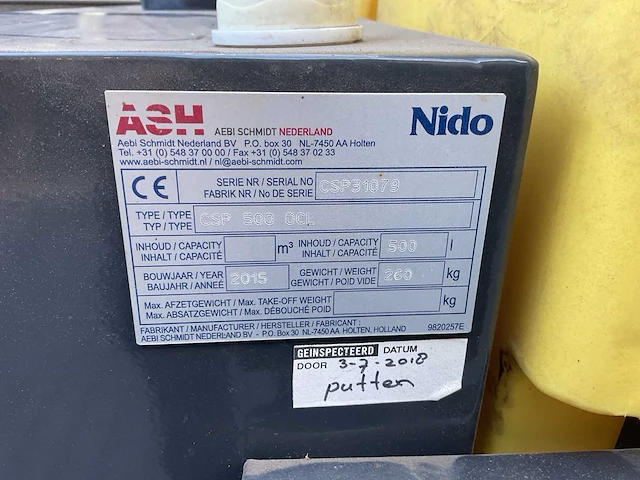 ASH AEBI SCHMIDT NEDERLAND Nido
Aebi Schmidt Nederland BV P.O. box 30 NL-7450 AA Holten
Tel. +31 (0) 548 37 00 00 / Fax +31 (0) 548 37 02 33
www.aebi-schmidt.nl / nl@aebi-schmidt.com
CE
SERIE NR / SERIAL NO
FABRIK NR / No DE SERIE
CSP31079
TYPE / TYPE
TYP / TYPE
CSP 500 DCL
INHOUD / CAPACITY
INHALT / CAPACITÉ
m³
INHOUD / CAPACITY
INHALT / CAPACITÉ
500 l
BOUWJAAR / YEAR
BAUJAHR / ANNEÉ
2015
GEWICHT / WEIGHT
GEWICHT / POID VIDE
260 kg
Max. AFZETGEWICHT / Max. TAKE-OFF WEIGHT
Max. ABSATZGEWICHT / Max. DÉBOUCHÉ POID
kg
FABRIKANT / MANUFACTURER / HERSTELLER / FABRICANT :
AEBI SCHMIDT NEDERLAND BV - P.O. Box 30 NL-7450 AA HOLTEN, HOLLAND
9820257E
GEINSPECTEERD DATUM
DOOR 3-7-2018
putten